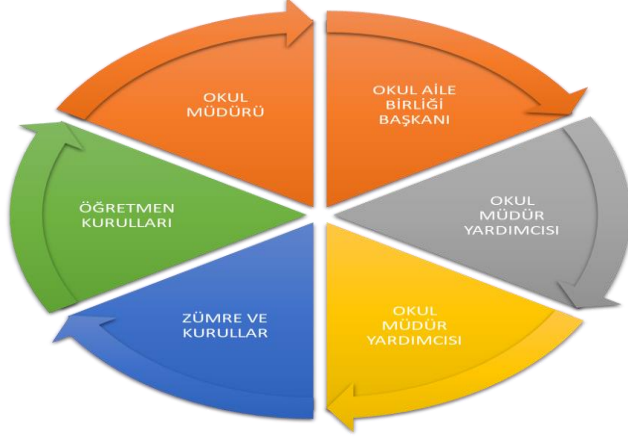 OKUL
MÜDÜRÜ
OKUL AİLE
BİRLİĞİ
BAŞKANI
OKUL
MÜDÜR
YARDIMCISI
OKUL
MÜDÜR
YARDIMCISI
ZÜMRE VE
KURULLAR
ÖĞRETMEN
KURULLARI